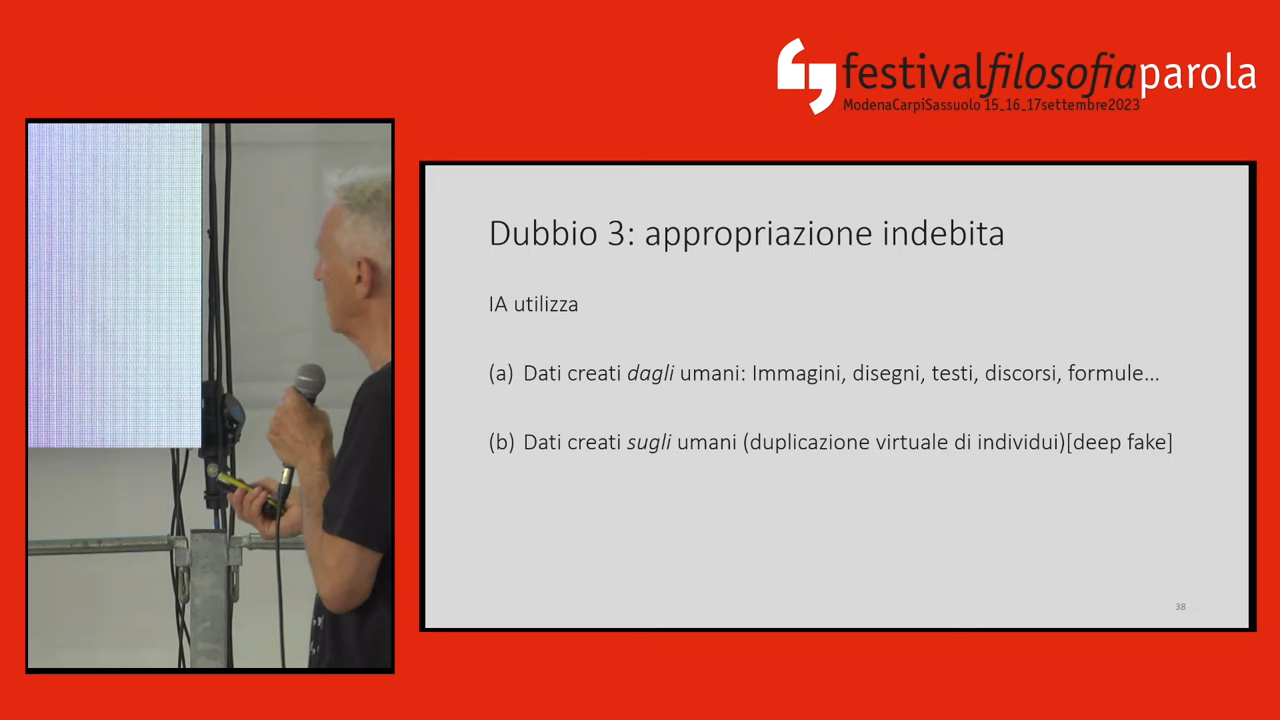 festivalfilosofiaparola
ModenaCarpiSassuolo 15_16_17settembre2023
Dubbio 3: appropriazione indebita
IA utilizza
(a) Dati creati dagli umani: Immagini, disegni, testi, discorsi, formule...
(b) Dati creati sugli umani (duplicazione virtuale di individui)[deep fake]
38